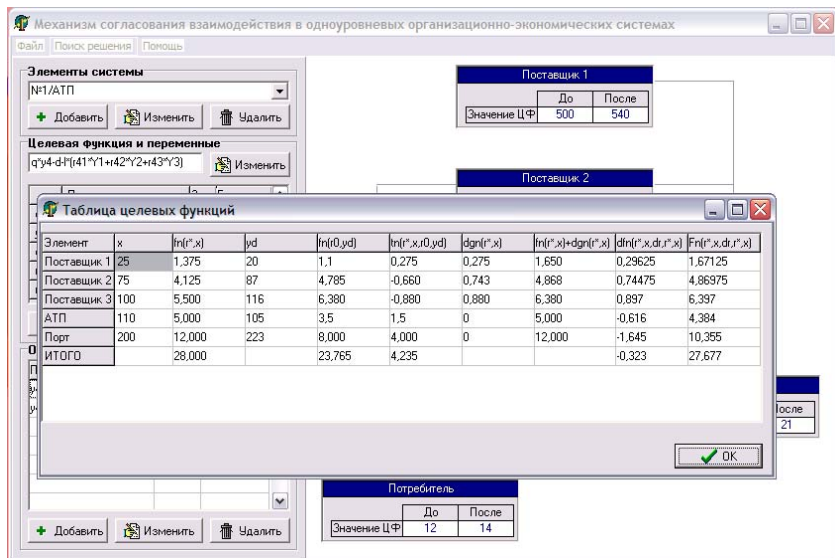 Механизм согласования взаимодействия в одноуровневых организационно-экономических системах
Файл Поиск решения Помощь
Элементы системы
№1/АТП
Добавить Изменить Удалить
Целевая функция и переменные
q*y4-d-l*(r41*Y1+r42*Y2+r43*Y3) Изменить
Поставщик 1
До После
Значение ЦФ 500 540
Поставщик 2
Таблица целевых функций
Элемент x fn(r*,x) yd fn(r0,yd) tn(r*,x,r0,yd) dgn(r*,x) fn(r*,x)+dgn(r*,x) dfn(r*,x,dr,r*,x) Fn(r*,x,dr,r*,x)
Поставщик 1 25 1,375 20 1,1 0,275 0,275 1,650 0,29625 1,67125
Поставщик 2 75 4,125 87 4,785 -0,660 0,743 4,868 0,74475 4,86975
Поставщик 3 100 5,500 116 6,380 -0,880 0,880 6,380 0,897 6,397
АТП 110 5,000 105 3,5 1,5 0 5,000 -0,616 4,384
Порт 200 12,000 223 8,000 4,000 0 12,000 -1,645 10,355
ИТОГО 28,000 23,765 4,235 -0,323 27,677
OK
После
21
Потребитель
До После
Значение ЦФ 12 14
Добавить Изменить Удалить